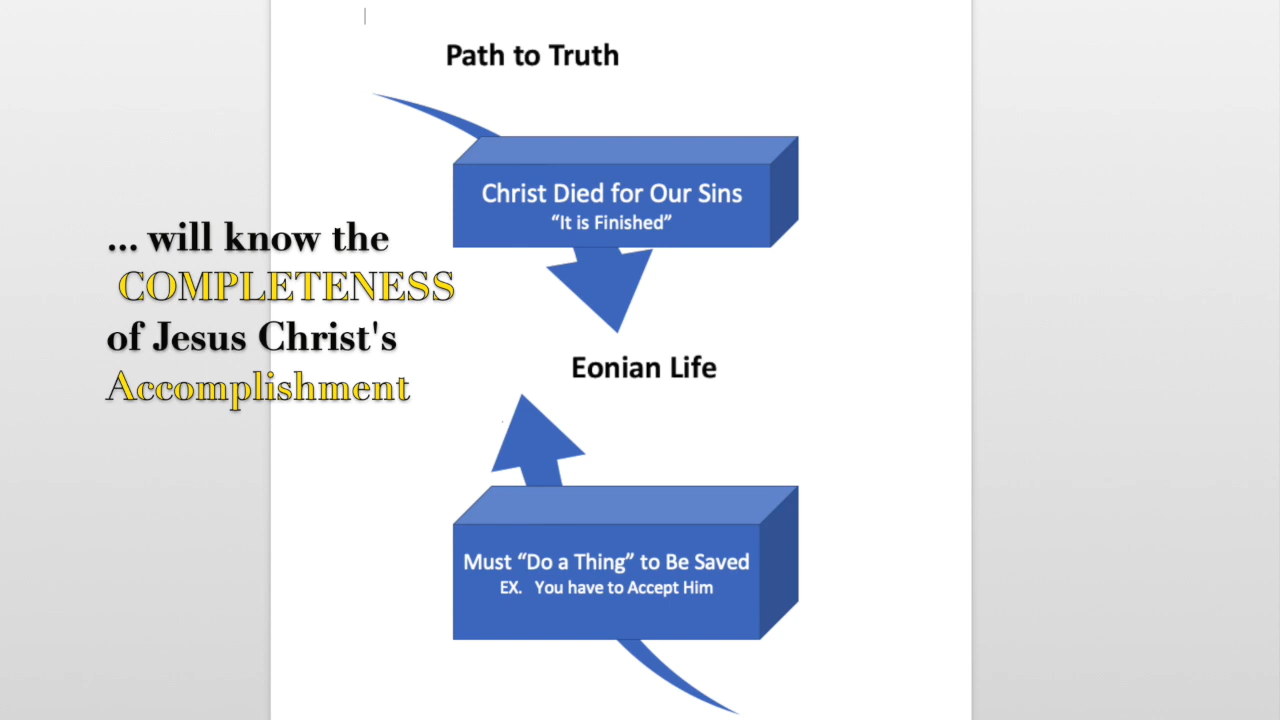 Path to Truth
Christ Died for Our Sins
“It is Finished”
... will know the
COMPLETENESS
of Jesus Christ's
Accomplishment
Eonian Life
Must “Do a Thing” to Be Saved
EX. You have to Accept Him